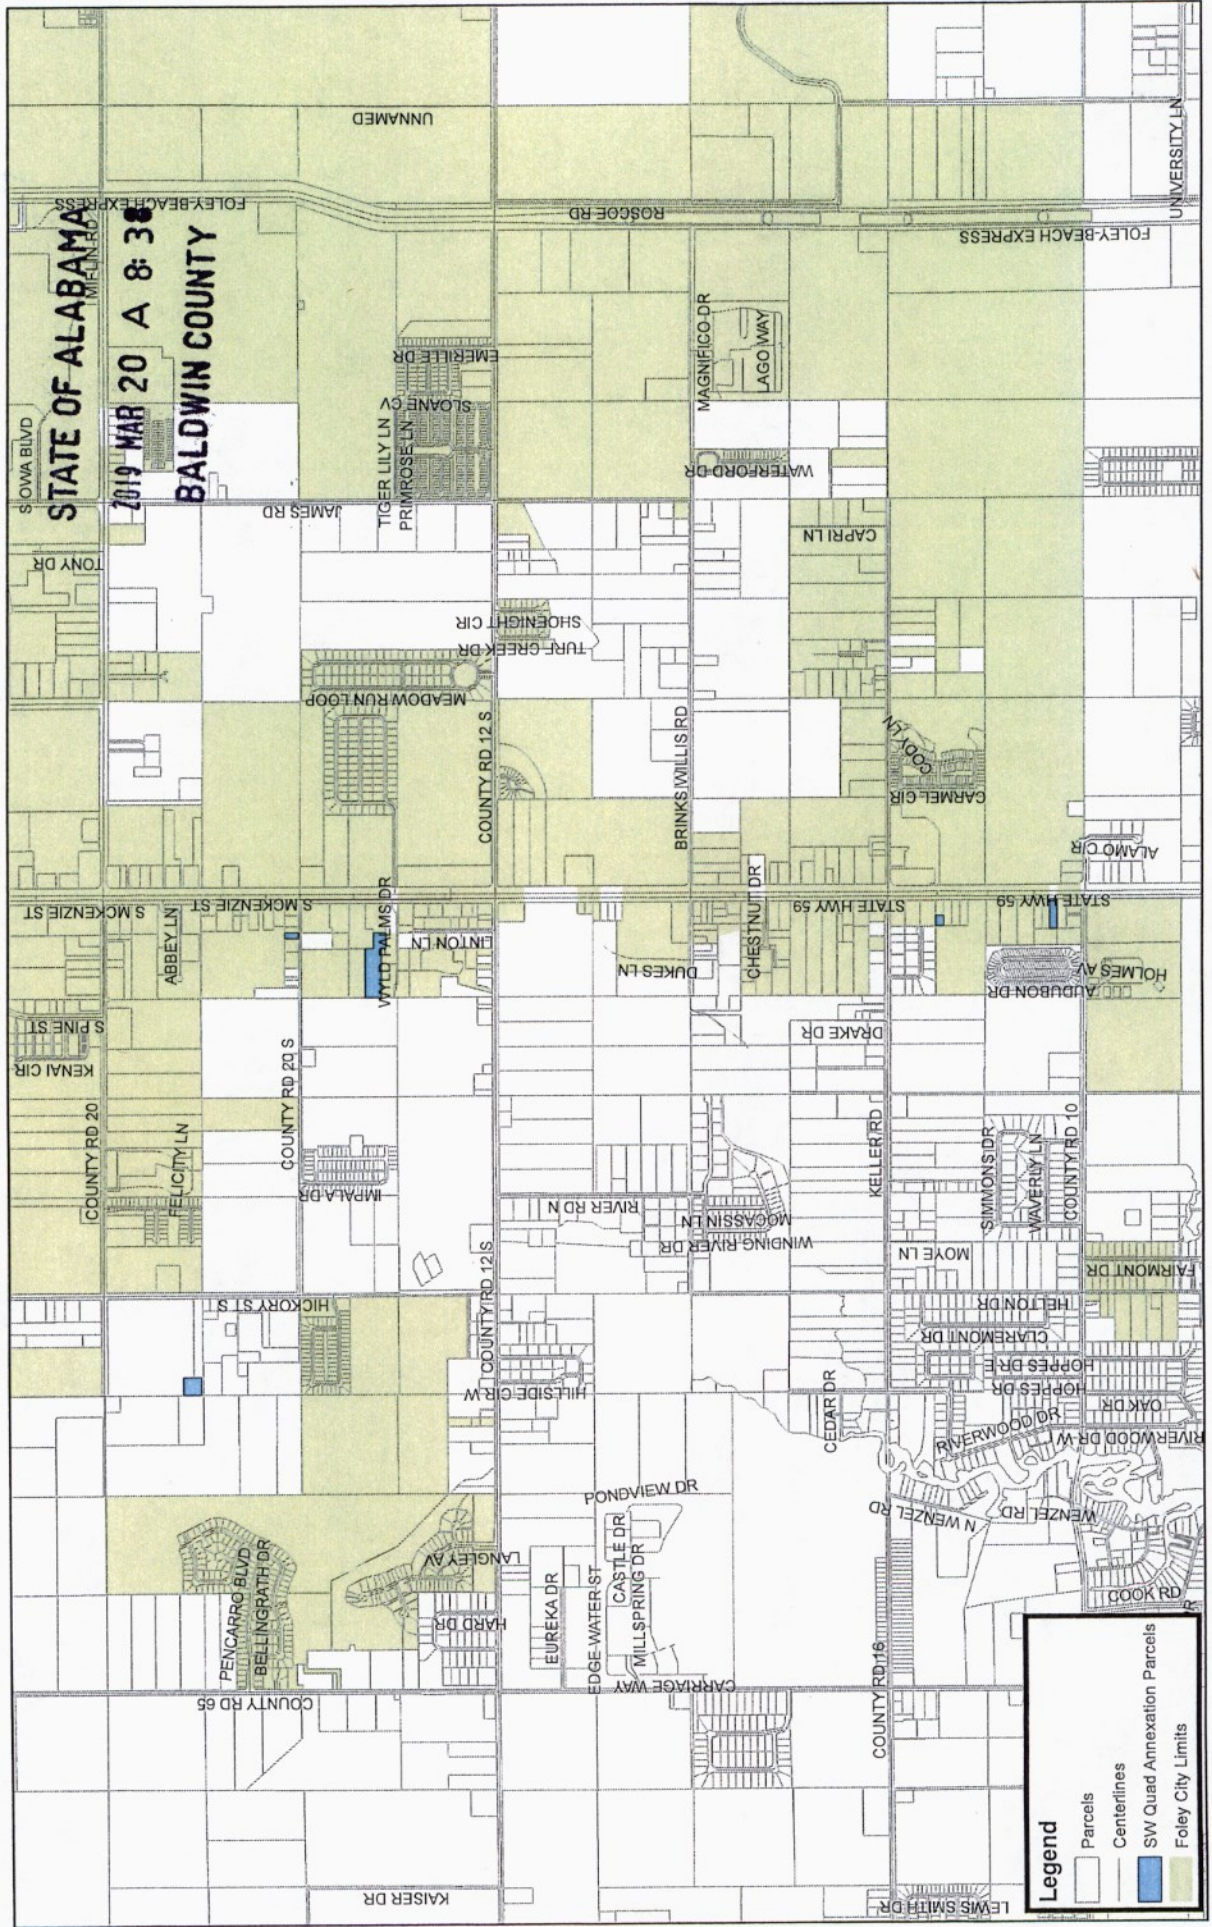 STATE OF ALABAMA
2019 MAR 20 A 8: 38
BALDWIN COUNTY
KENAI CIR
S PINE ST
S MCKENZIE ST
TONY DR
S OWA BLVD
COUNTY RD 20
MIFLIN RD
FOLEY-BEACH EXPRESS
FELICITY LN
ABBEY LN
S MCKENZIE ST
S MCKENZIE ST
JAMES RD
UNNAMED
PENCARRO BLVD
BELLINGRATH DR
COUNTY RD 65
HICKORY ST S
COUNTY RD 20 S
IMPALA DR
WYLD PALMS DR
LINTON LN
MEADOW RUN LOOP
TIGER LILY LN
PRIMROSE LN
SLOANE CV
EMERILLE DR
KAISER DR
HARD DR
LANGLEY AV
COUNTY RD 12 S
COUNTY RD 12 S
HILLSIDE CIR W
TURF CREEK DR
SHOENIGHT CIR
EUREKA DR
EDGE WATER ST
CASTLE DR
MILLSPRING DR
PONDVIEW DR
CARRIAGE WAY
RIVER RD N
MOCASSIN LN
WINDING RIVER DR
DUKES LN
BRINKS WILLIS RD
ROSCOE RD
MAGNIFICO DR
LAGO WAY
WATERFORD DR
CHESTNUT DR
CEDAR DR
DRAKE DR
CAPRI LN
COUNTY RD 16
KELLER RD
STATE HWY 59
CODY LN
CARMEL CIR
N WENZEL RD
WENZEL RD
RIVERWOOD DR
RIVERWOOD DR W
MOYE LN
HELTON DR
CLAREMONT DR
HOPPES DR E
HOPPES DR
OAK DR
SIMMONS DR
WAVERLY LN
COUNTY RD 10
FAIRMONT DR
AUDUBON DR
HOLMES AV
STATE HWY 59
ALAMO CIR
FOLEY-BEACH EXPRESS
UNIVERSITY LN
COOK RD
LEWIS SMITH DR
Legend
Parcels
Centerlines
SW Quad Annexation Parcels
Foley City Limits